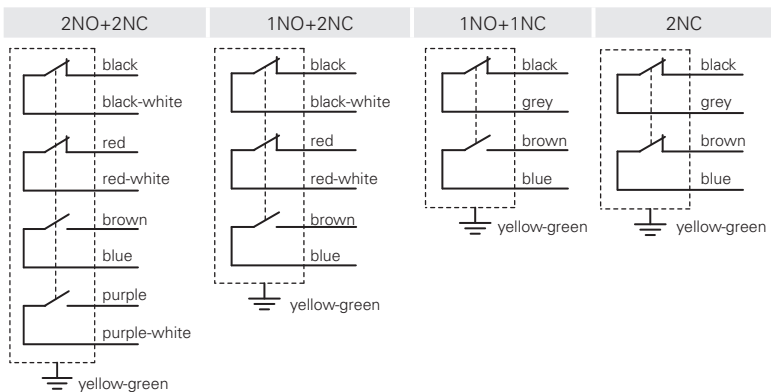 2NO+2NC
black
black-white
red
red-white
brown
blue
purple
purple-white
yellow-green
1NO+2NC
black
black-white
red
red-white
brown
blue
yellow-green
1NO+1NC
black
grey
brown
blue
yellow-green
2NC
black
grey
brown
blue
yellow-green